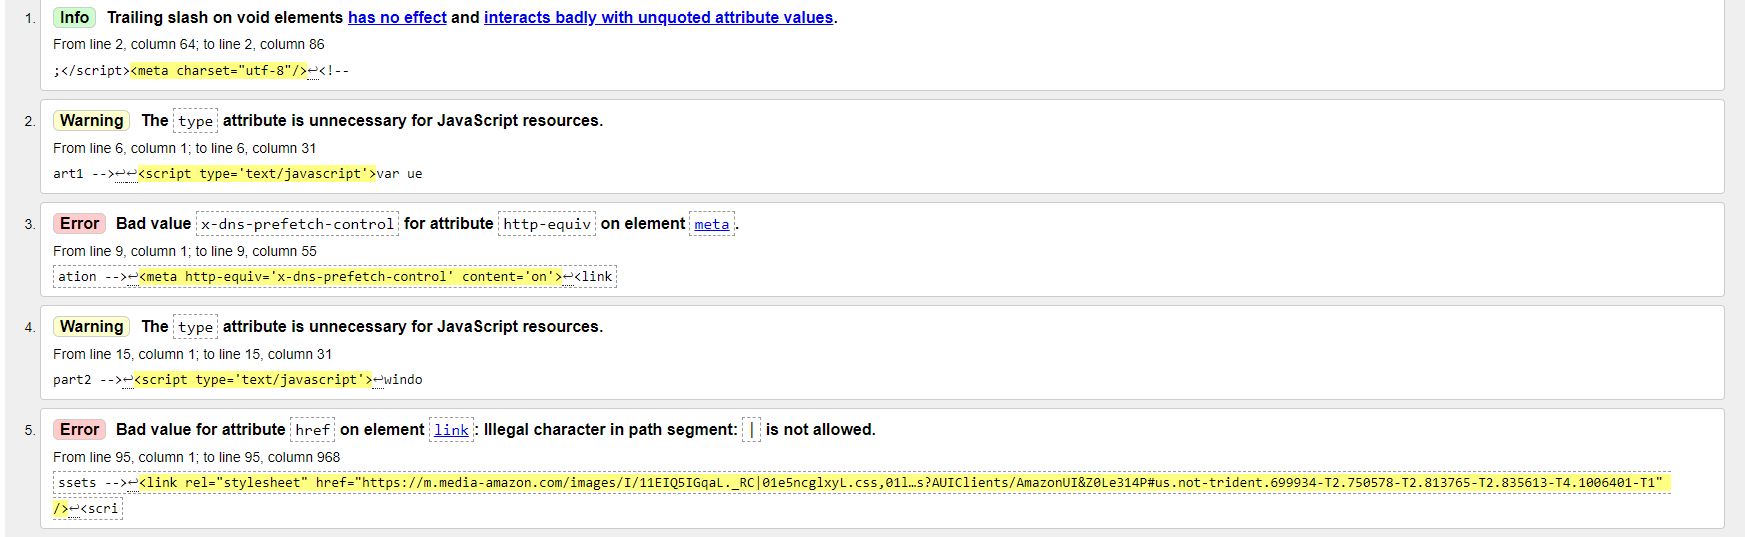 1. Info Trailing slash on void elements has no effect and interacts badly with unquoted attribute values.
From line 2, column 64; to line 2, column 86
;</script><meta charset="utf-8"/>↩<!--
2. Warning The type attribute is unnecessary for JavaScript resources.
From line 6, column 1; to line 6, column 31
art1 -->↩↩<script type='text/javascript'>var ue
3. Error Bad value x-dns-prefetch-control for attribute http-equiv on element meta.
From line 9, column 1; to line 9, column 55
ation -->↩<meta http-equiv='x-dns-prefetch-control' content='on'>↩<link
4. Warning The type attribute is unnecessary for JavaScript resources.
From line 15, column 1; to line 15, column 31
part2 -->↩<script type='text/javascript'>↩windo
5. Error Bad value for attribute href on element link: Illegal character in path segment: | is not allowed.
From line 95, column 1; to line 95, column 968
ssets -->↩<link rel="stylesheet" href="https://m.media-amazon.com/images/I/11EIQ5IGqaL._RC|01e5ncglxyL.css,01l…s?AUIClients/AmazonUI&Z0Le314P#us.not-trident.699934-T2.750578-T2.813765-T2.835613-T4.1006401-T1"
/>↩<scri